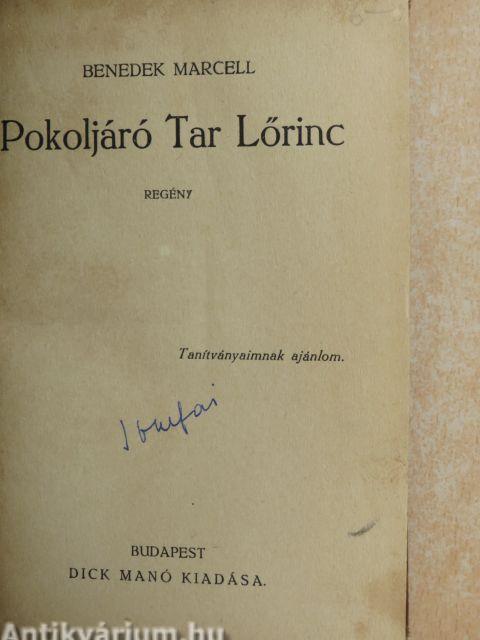 BENEDEK MARCELL
Pokoljáró Tar Lőrinc
REGÉNY
Tanítványaimnak ajánlom.
BUDAPEST
DICK MANÓ KIADÁSA.
Antikvárium.hu